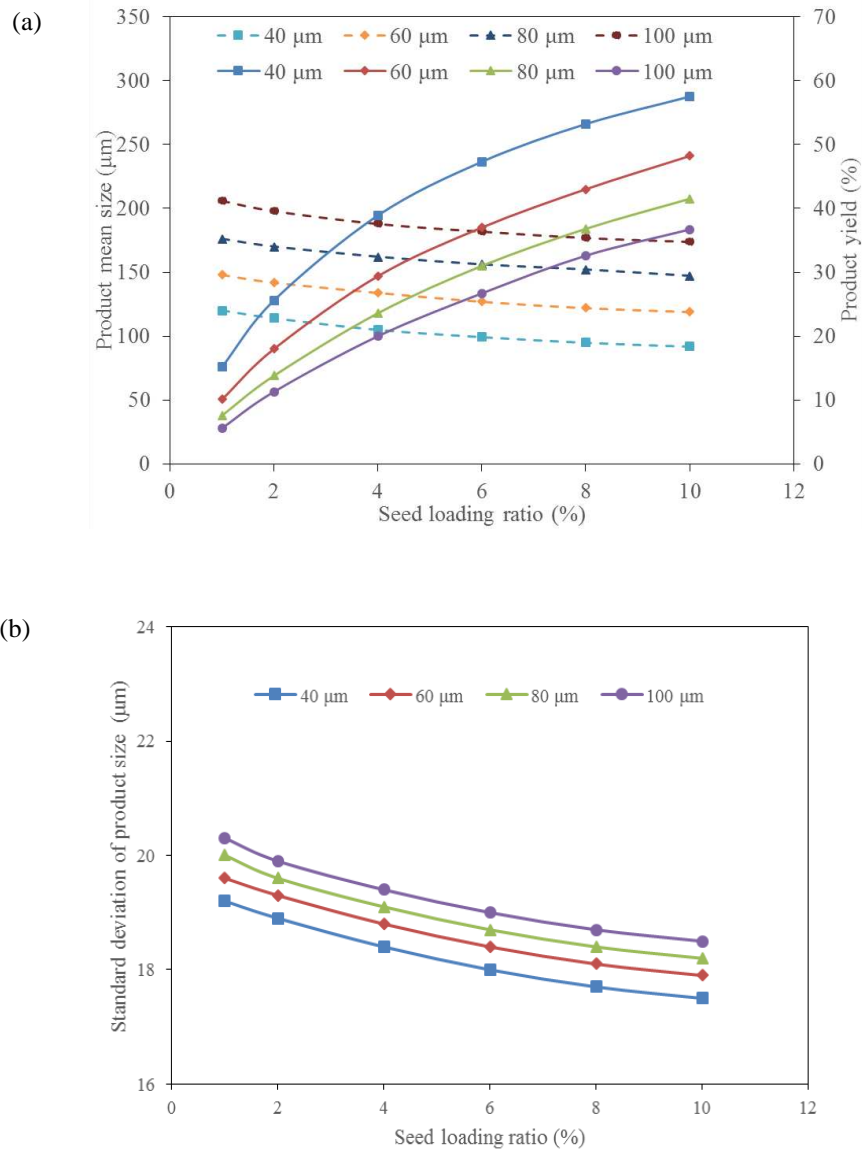 (a)
40 μm 60 μm 80 μm 100 μm
40 μm 60 μm 80 μm 100 μm
Product mean size (μm)
350
300
250
200
150
100
50
0
Product yield (%)
70
60
50
40
30
20
10
0
0 2 4 6 8 10 12
Seed loading ratio (%)
(b)
40 μm 60 μm 80 μm 100 μm
Standard deviation of product size (μm)
24
22
20
18
16
0 2 4 6 8 10 12
Seed loading ratio (%)